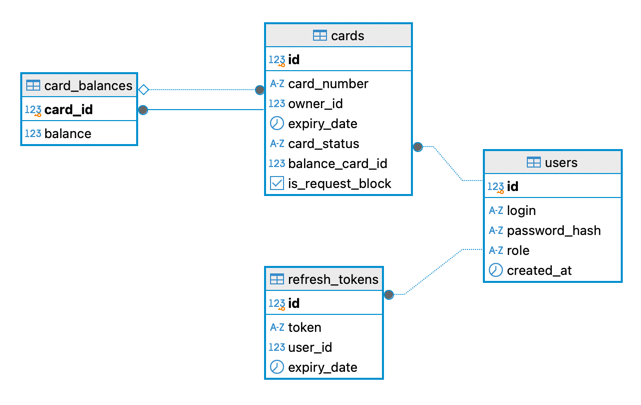 cards
123 id
A-Z card_number
123 owner_id
expiry_date
A-Z card_status
123 balance_card_id
is_request_block
card_balances
123 card_id
123 balance
users
123 id
A-Z login
A-Z password_hash
A-Z role
created_at
refresh_tokens
123 id
A-Z token
123 user_id
expiry_date